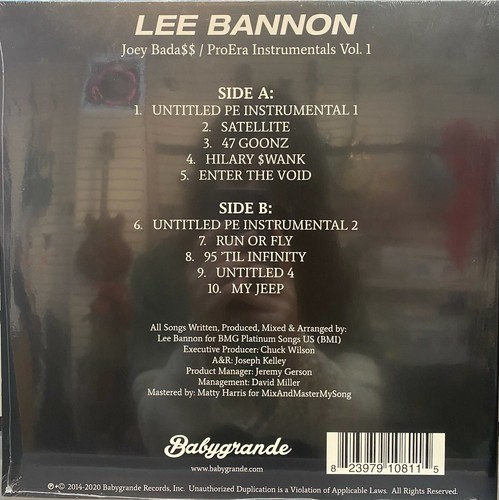 LEE BANNON
Joey Bada$$ / ProEra Instrumentals Vol. 1
SIDE A:
1. UNTITLED PE INSTRUMENTAL 1
2. SATELLITE
3. 47 GOONZ
4. HILARY $WANK
5. ENTER THE VOID
SIDE B:
6. UNTITLED PE INSTRUMENTAL 2
7. RUN OR FLY
8. 95 'TIL INFINITY
9. UNTITLED 4
10. MY JEEP
All Songs Written, Produced, Mixed & Arranged by:
Lee Bannon for BMG Platinum Songs US (BMI)
Executive Producer: Chuck Wilson
A&R: Joseph Kelley
Product Manager: Jeremy Gerson
Management: David Miller
Mastered by: Matty Harris for MixAndMasterMySong
Babygrande
www.babygrande.com
8 23979 10811 5
℗+© 2014-2020 Babygrande Records, Inc. Unauthorized Duplication is a Violation of Applicable Laws. All Rights Reserved.